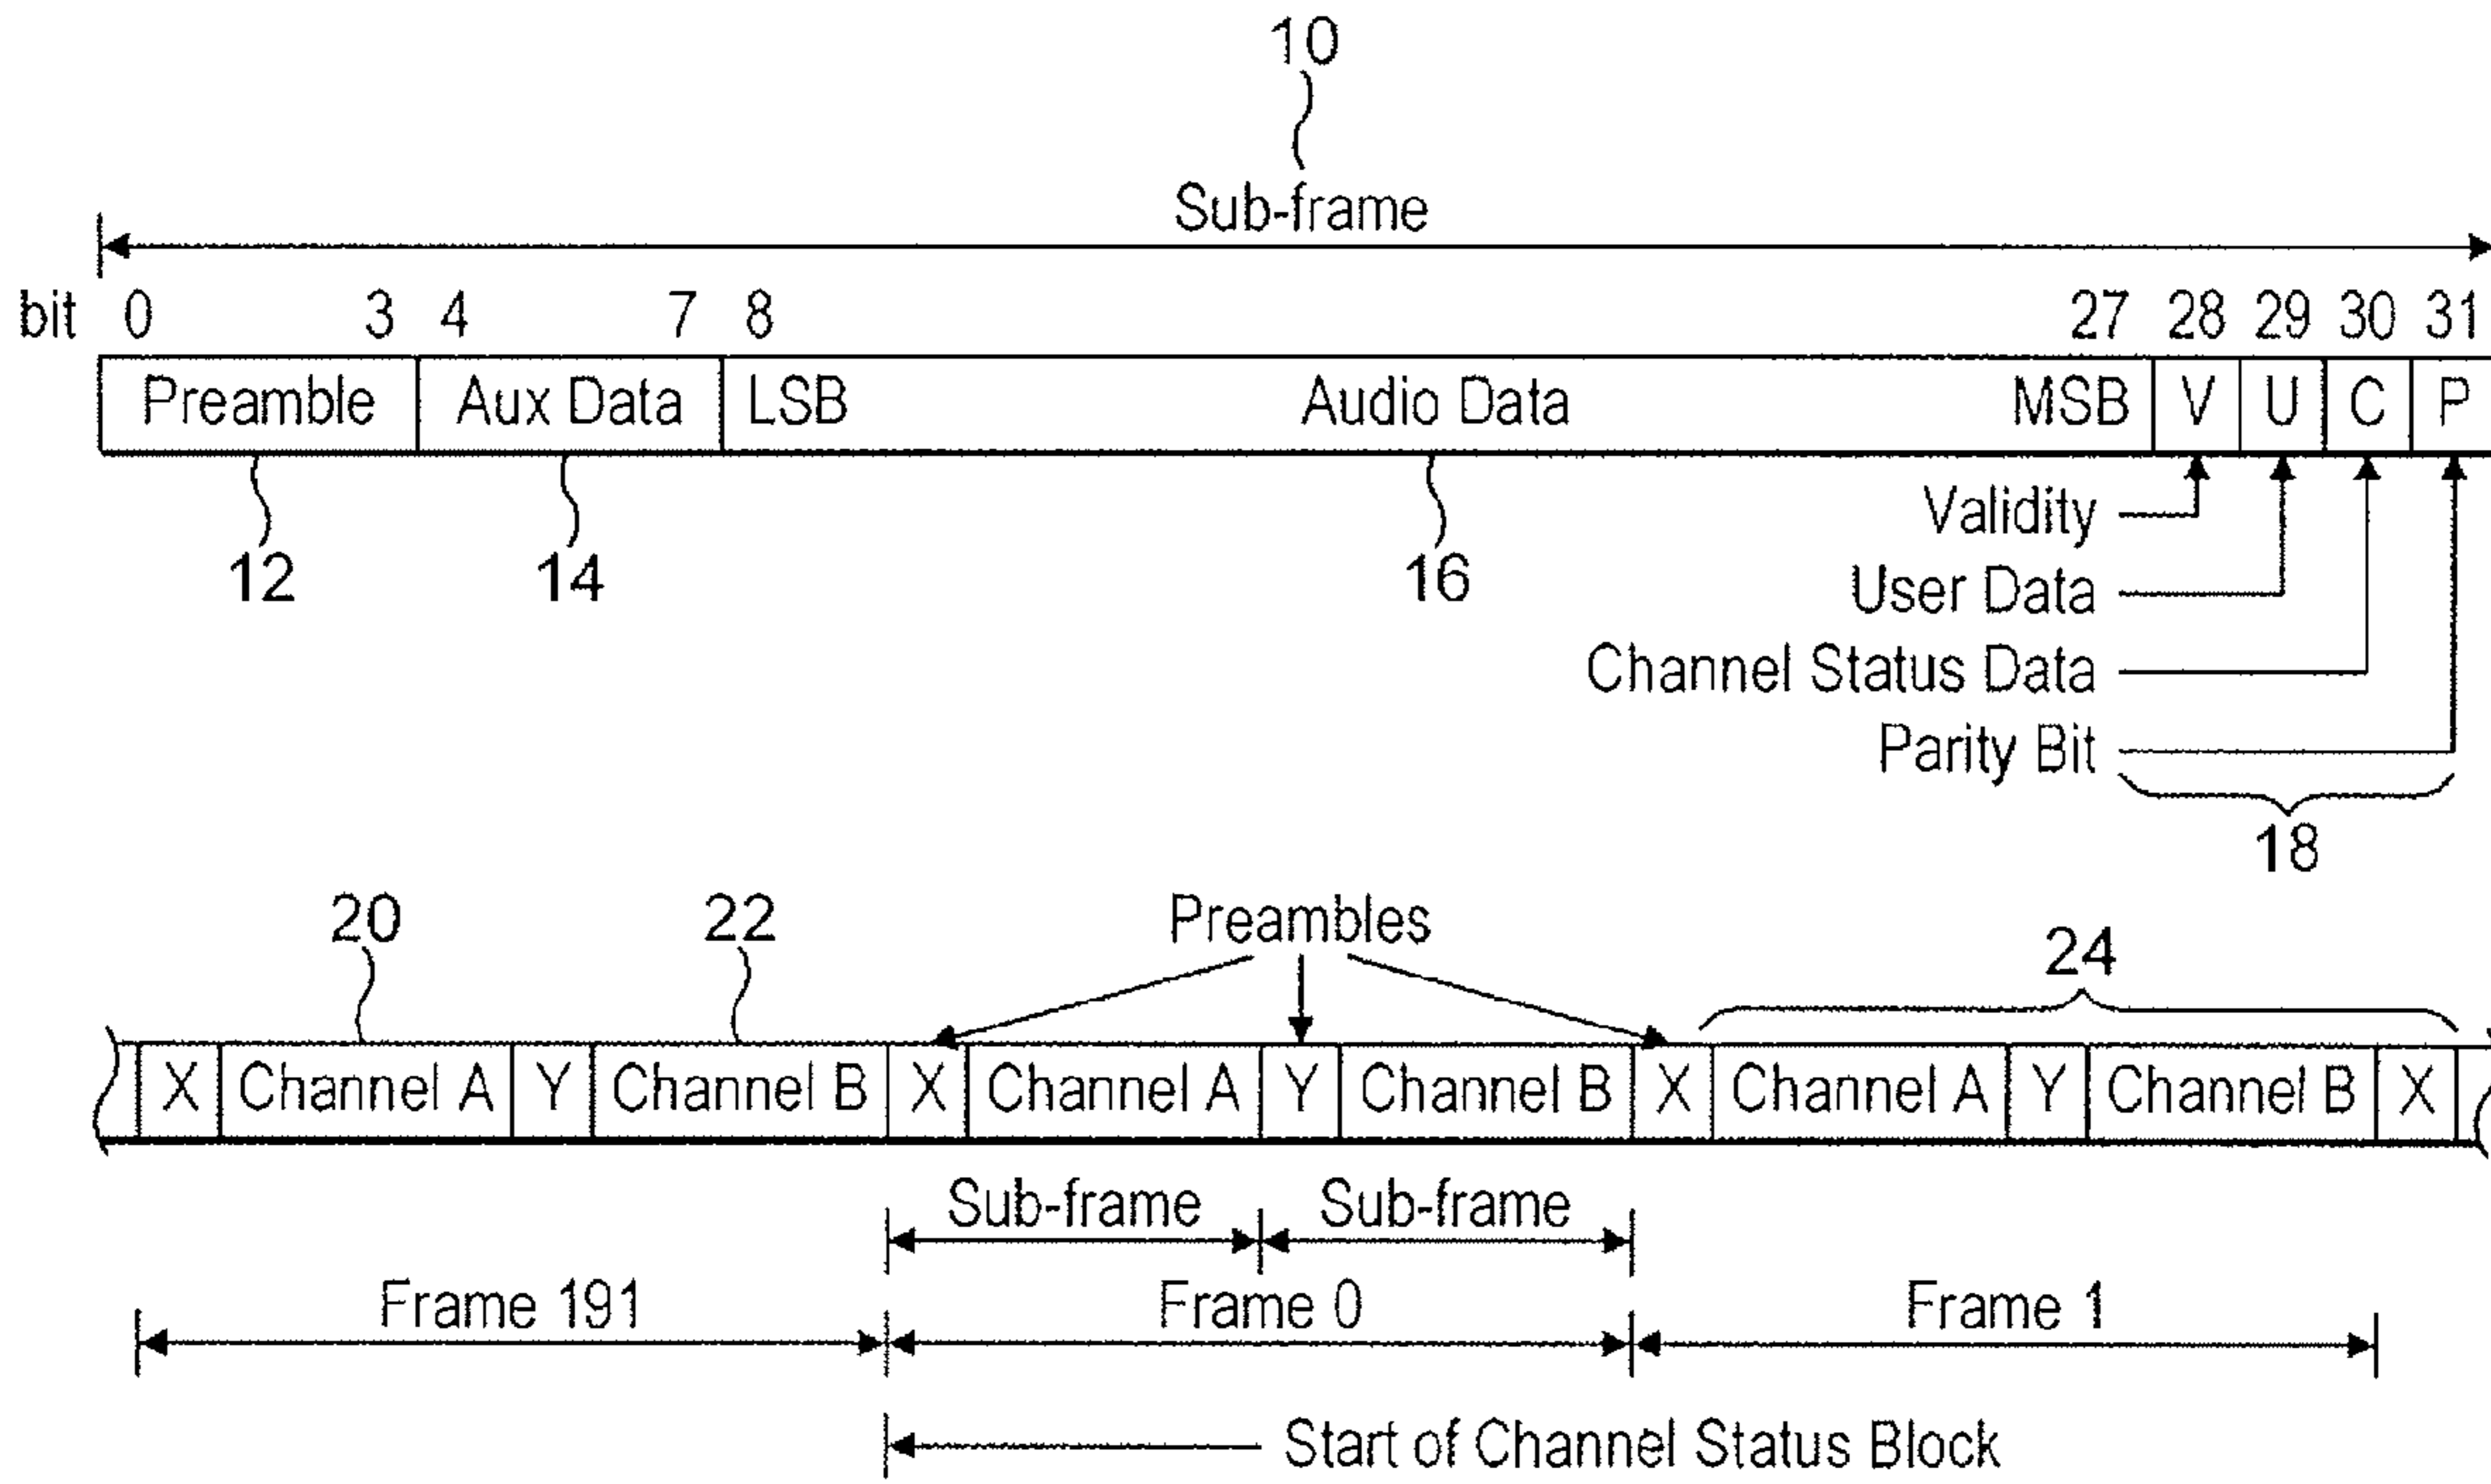 10
Sub-frame
bit 0 3 4 7 8 27 28 29 30 31
Preamble Aux Data LSB Audio Data MSB V U C P
12 14 16
Validity
User Data
Channel Status Data
Parity Bit
18
20 22 Preambles 24
X Channel A Y Channel B X Channel A Y Channel B X Channel A Y Channel B X
Sub-frame Sub-frame
Frame 191 Frame 0 Frame 1
Start of Channel Status Block